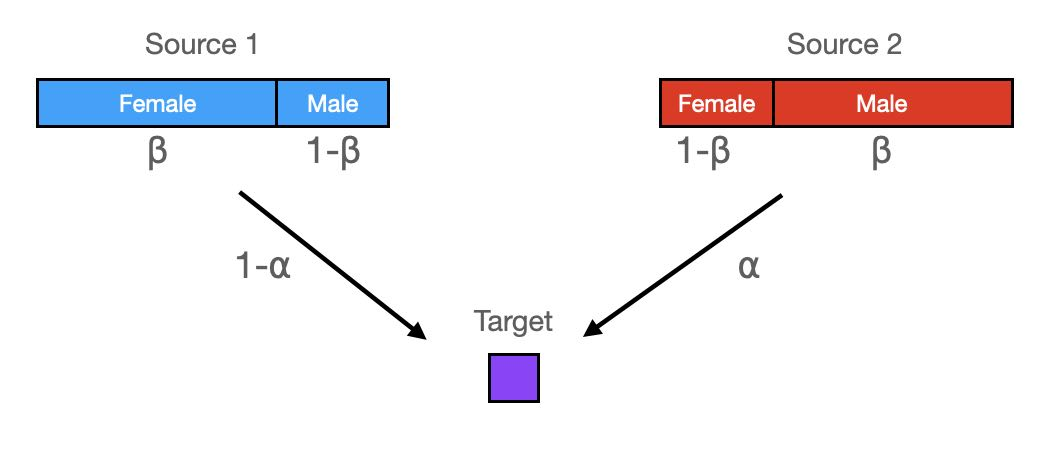 Source 1
Source 2
Female
Male
Female
Male
β
1-β
1-β
β
1-α
α
Target